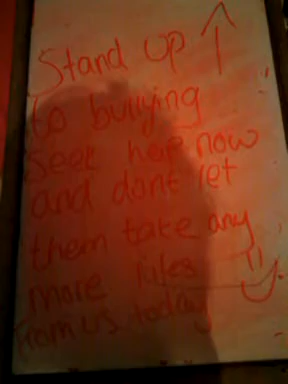 Stand up
to bullying
Seek help now
and dont let
them take any
more lifes
from us today